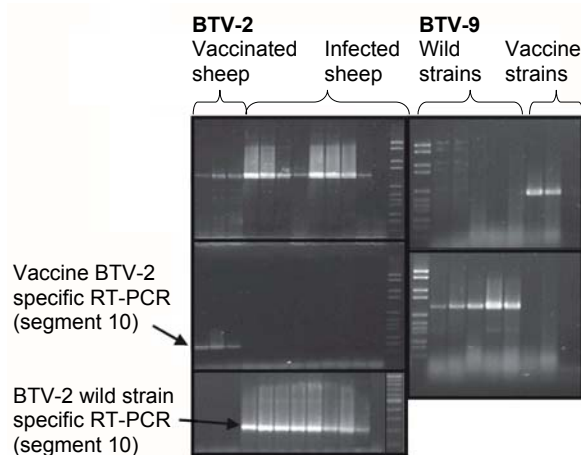 BTV-2
Vaccinated sheep
Infected sheep
BTV-9
Wild strains
Vaccine strains
Vaccine BTV-2
specific RT-PCR
(segment 10)
BTV-2 wild strain
specific RT-PCR
(segment 10)